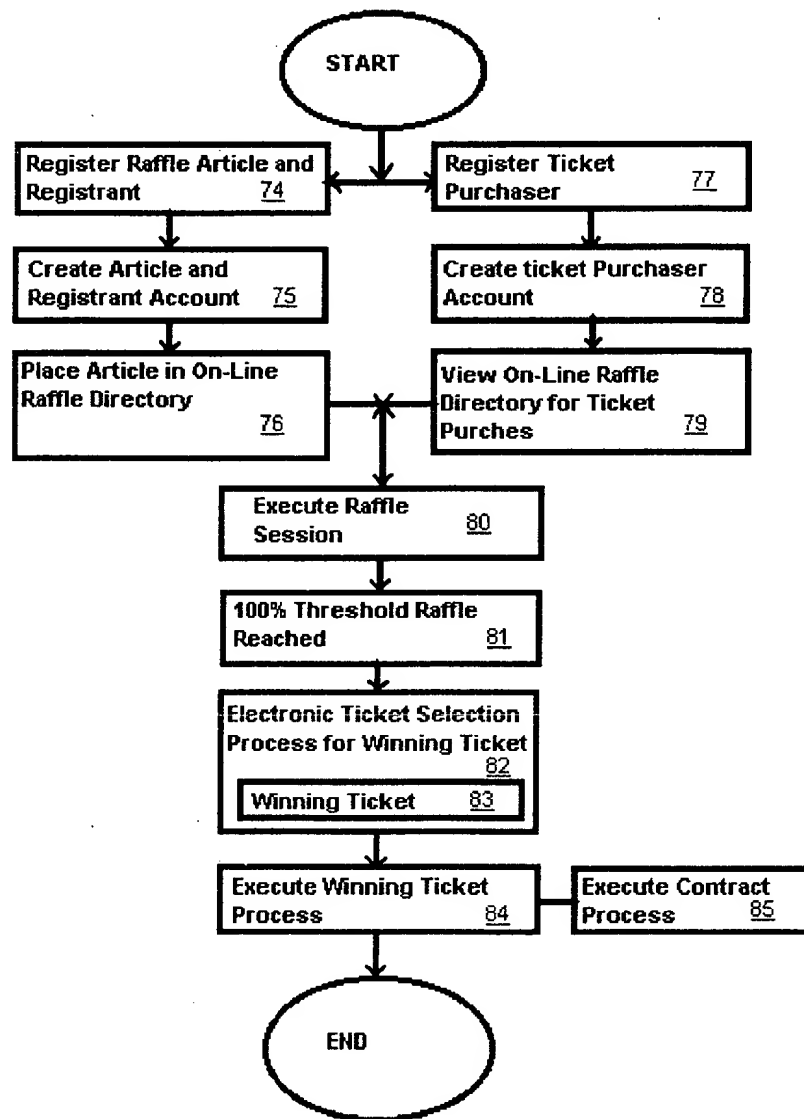 START
Register Raffle Article and
Registrant 74
Register Ticket
Purchaser 77
Create Article and
Registrant Account 75
Create ticket Purchaser
Account 78
Place Article in On-Line
Raffle Directory
76
View On-Line Raffle
Directory for Ticket
Purches 79
Execute Raffle
Session 80
100% Threshold Raffle
Reached 81
Electronic Ticket Selection
Process for Winning Ticket
82
Winning Ticket 83
Execute Winning Ticket
Process 84
Execute Contract
Process 85
END